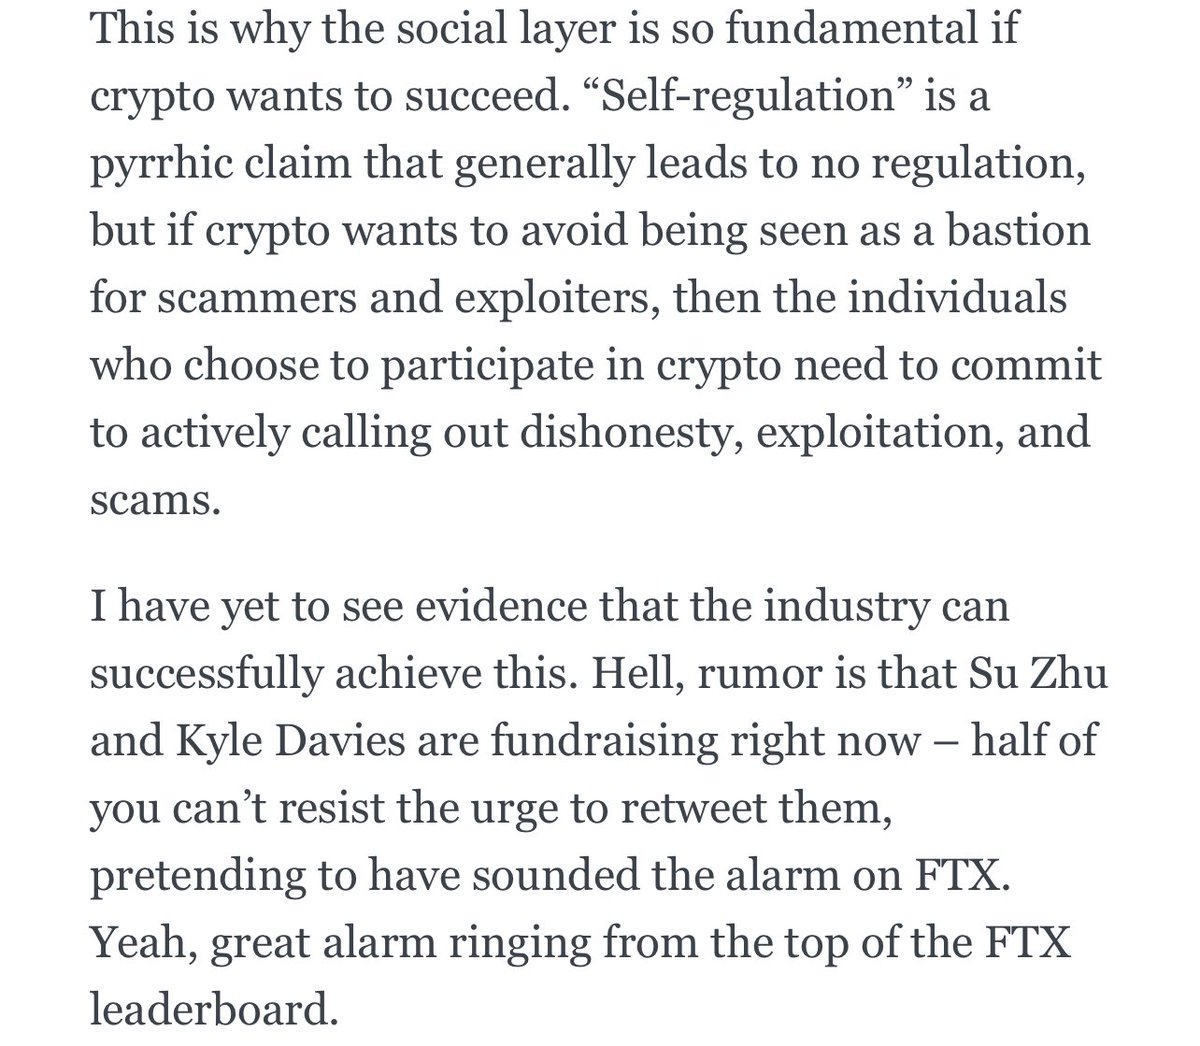 This is why the social layer is so fundamental if
crypto wants to succeed. “Self-regulation” is a
pyrrhic claim that generally leads to no regulation,
but if crypto wants to avoid being seen as a bastion
for scammers and exploiters, then the individuals
who choose to participate in crypto need to commit
to actively calling out dishonesty, exploitation, and
scams.
I have yet to see evidence that the industry can
successfully achieve this. Hell, rumor is that Su Zhu
and Kyle Davies are fundraising right now – half of
you can’t resist the urge to retweet them,
pretending to have sounded the alarm on FTX.
Yeah, great alarm ringing from the top of the FTX
leaderboard.